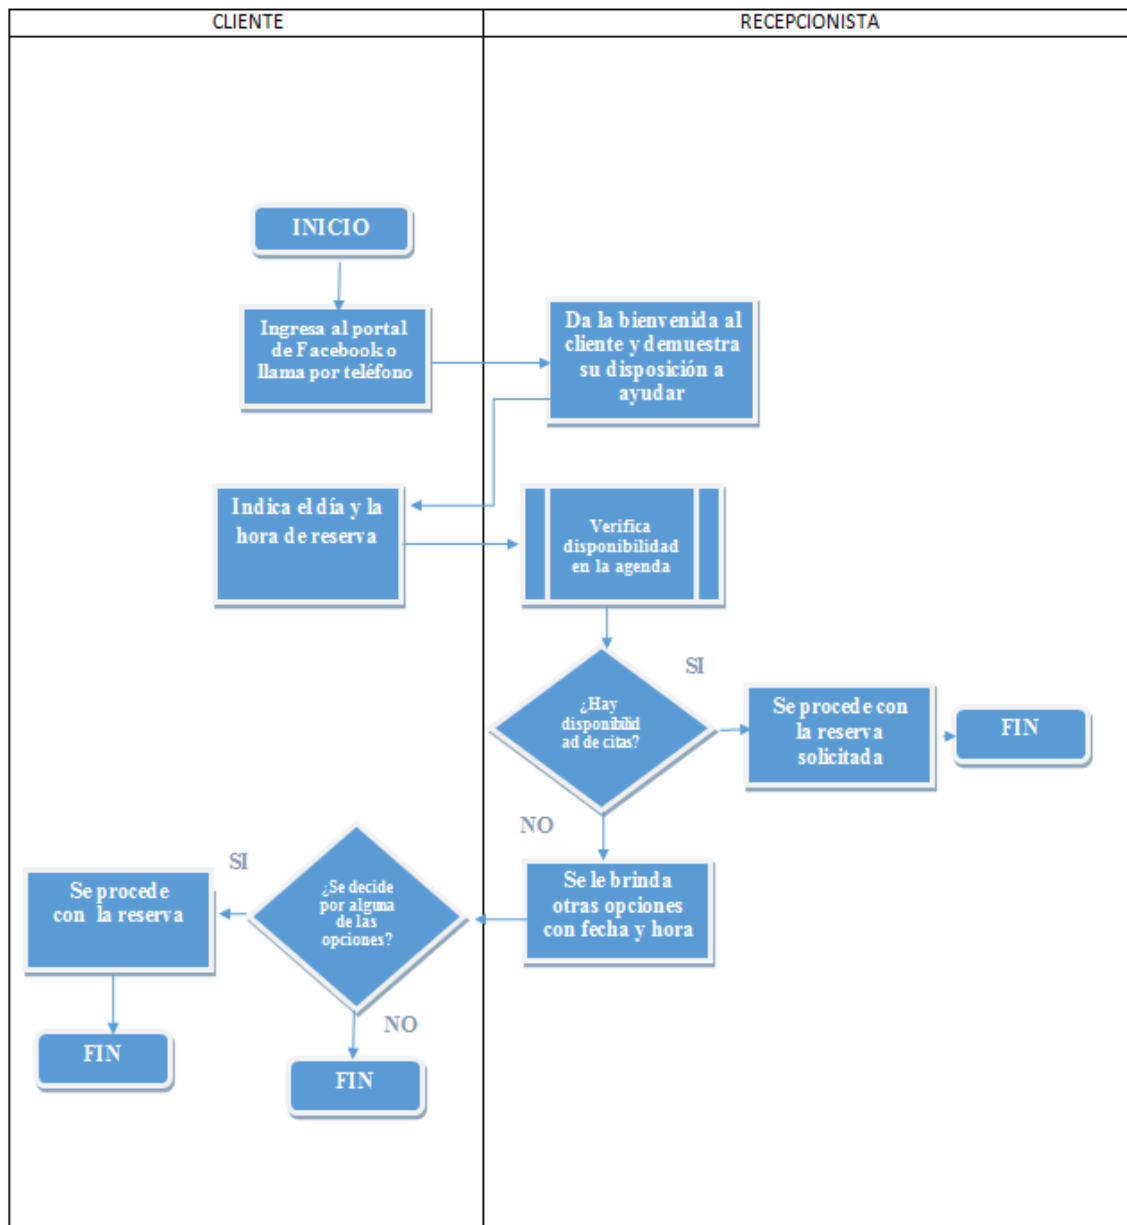 CLIENTE
RECEPCIONISTA
INICIO
Ingresa al portal
de Facebook o
llama por teléfono
Da la bienvenida al
cliente y demuestra
su disposición a
ayudar
Indica el día y la
hora de reserva
Verifica
disponibilidad
en la agenda
¿Hay
disponibilid
ad de citas?
SI
Se procede con
la reserva
solicitada
FIN
NO
Se le brinda
otras opciones
con fecha y hora
¿Se decide
por alguna
de las
opciones?
SI
Se procede
con la reserva
FIN
NO
FIN